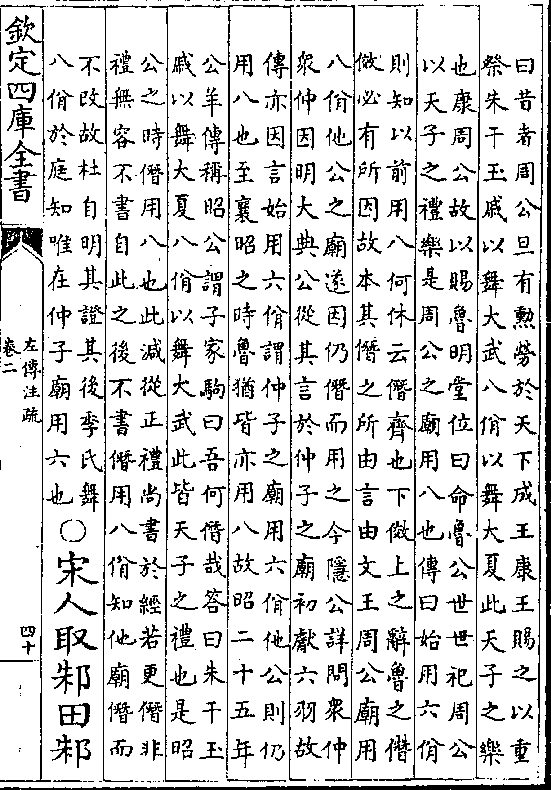 曰昔者周公旦有勲勞於天下成王康王賜之以重
祭朱干玉戚以舞大武八佾以舞大夏此天子之樂
也康周公故以賜魯明堂位曰命魯公世世祀周公
以天子之禮樂是周公之廟用八也傳曰始用六佾
則知以前用八何休云僭齊也下傚上之辭魯之僭
傚必有所因故本其僭之所由言由文王周公廟用
八佾他公之廟遂因仍僭而用之今隱公詳問衆仲
衆仲因明大典公從其言於仲子之廟初獻六羽故
傳亦因言始用六佾謂仲子之廟用六佾他公則仍
用八也至襄昭之時魯猶皆亦用八故昭二十五年
公羊傳稱昭公謂子家駒曰吾何僭哉答曰朱干玉
戚以舞大夏八佾以舞大武此皆天子之禮也是昭
公之時僭用八也此減從正禮尚書於經若更僭非
禮無容不書自此之後不書僭用八佾知他廟僭而
不改故杜自明其證其後季氏舞
八佾於庭知唯在仲子廟用六也
○宋人取邾田邾
欽定四庫全書
左傳注疏
卷二
四十